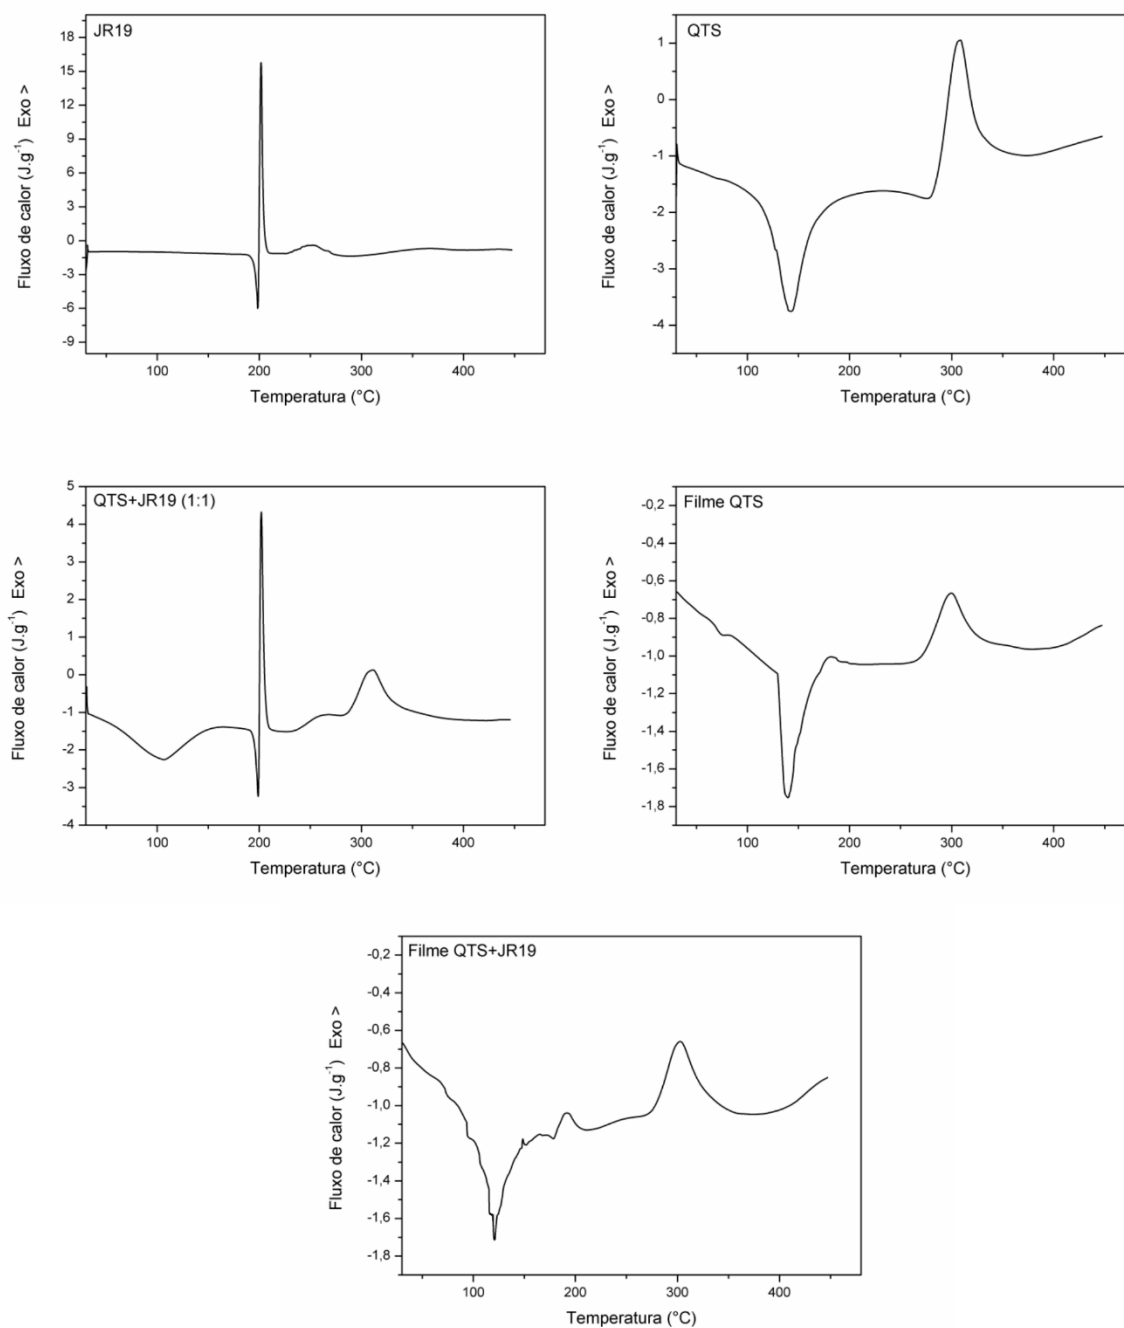 JR19
18
15
12
9
6
3
0
-3
-6
-9
Fluxo de calor (J.g⁻¹) Exo >
100 200 300 400
Temperatura (°C)
QTS
1
0
-1
-2
-3
-4
Fluxo de calor (J.g⁻¹) Exo >
100 200 300 400
Temperatura (°C)
QTS+JR19 (1:1)
5
4
3
2
1
0
-1
-2
-3
-4
Fluxo de calor (J.g⁻¹) Exo >
100 200 300 400
Temperatura (°C)
Filme QTS
-0,2
-0,4
-0,6
-0,8
-1,0
-1,2
-1,4
-1,6
-1,8
Fluxo de calor (J.g⁻¹) Exo >
100 200 300 400
Temperatura (°C)
Filme QTS+JR19
-0,2
-0,4
-0,6
-0,8
-1,0
-1,2
-1,4
-1,6
-1,8
Fluxo de calor (J.g⁻¹) Exo >
100 200 300 400
Temperatura (°C)